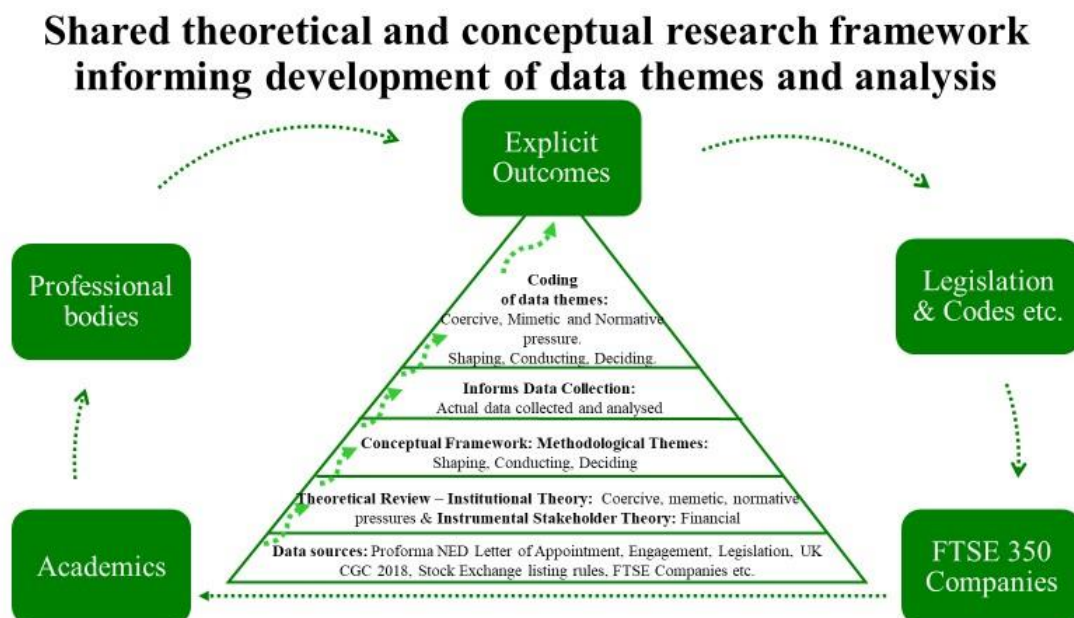 Shared theoretical and conceptual research framework
informing development of data themes and analysis
Explicit
Outcomes
Professional
bodies
Legislation
& Codes etc.
Coding
of data themes:
Coercive, Mimetic and Normative
pressure.
Shaping, Conducting, Deciding.
Informs Data Collection:
Actual data collected and analysed
Conceptual Framework: Methodological Themes:
Shaping, Conducting, Deciding
Theoretical Review – Institutional Theory: Coercive, memetic, normative
pressures & Instrumental Stakeholder Theory: Financial
Data sources: Proforma NED Letter of Appointment, Engagement, Legislation, UK
CGC 2018, Stock Exchange listing rules, FTSE Companies etc.
Academics
FTSE 350
Companies